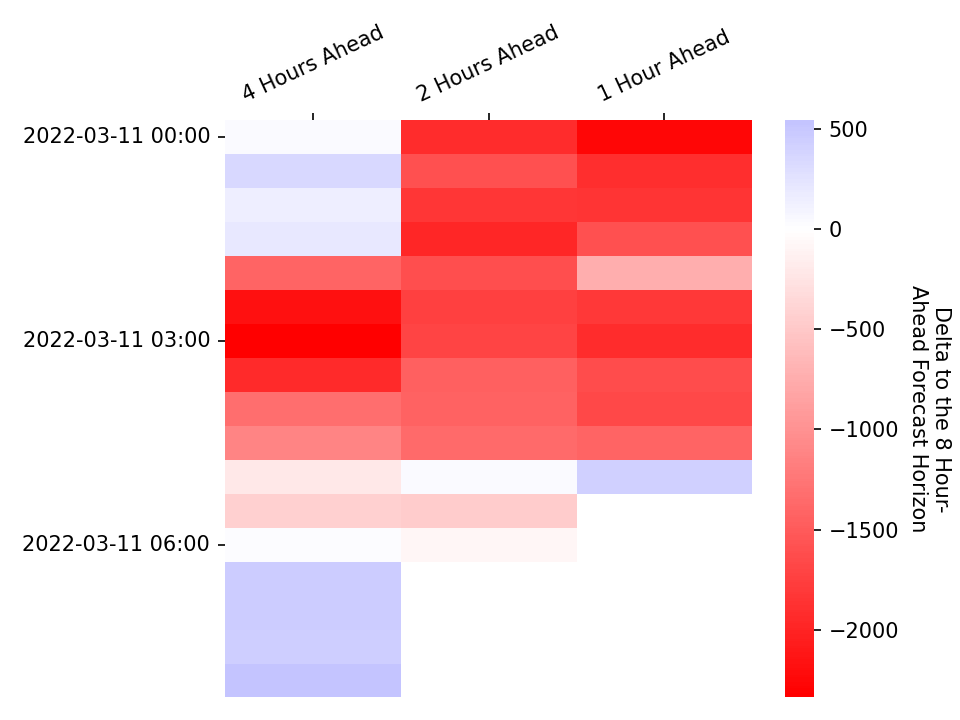 4 Hours Ahead
2 Hours Ahead
1 Hour Ahead
2022-03-11 00:00
2022-03-11 03:00
2022-03-11 06:00
500
0
−500
−1000
−1500
−2000
Delta to the 8 Hour-
Ahead Forecast Horizon